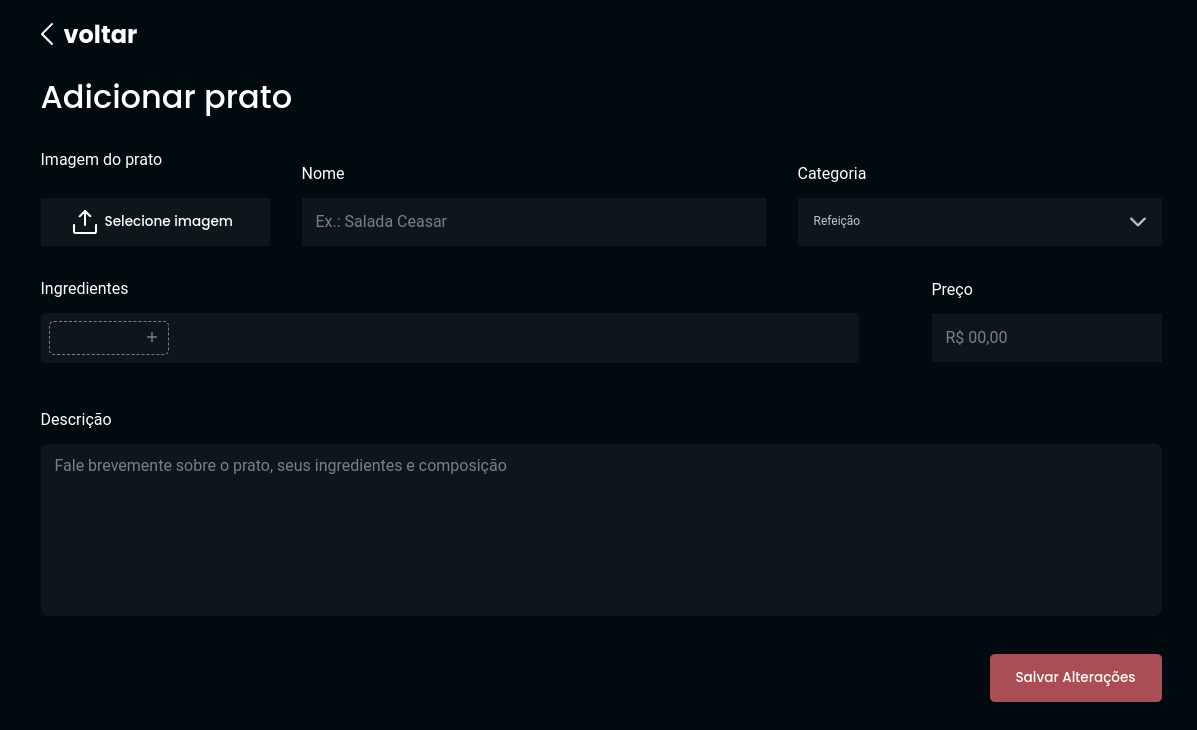 voltar
Adicionar prato
Imagem do prato
Nome
Categoria
Selecione imagem
Ex.: Salada Ceasar
Refeição
Ingredientes
Preço
+
R$ 00,00
Descrição
Fale brevemente sobre o prato, seus ingredientes e composição
Salvar Alterações